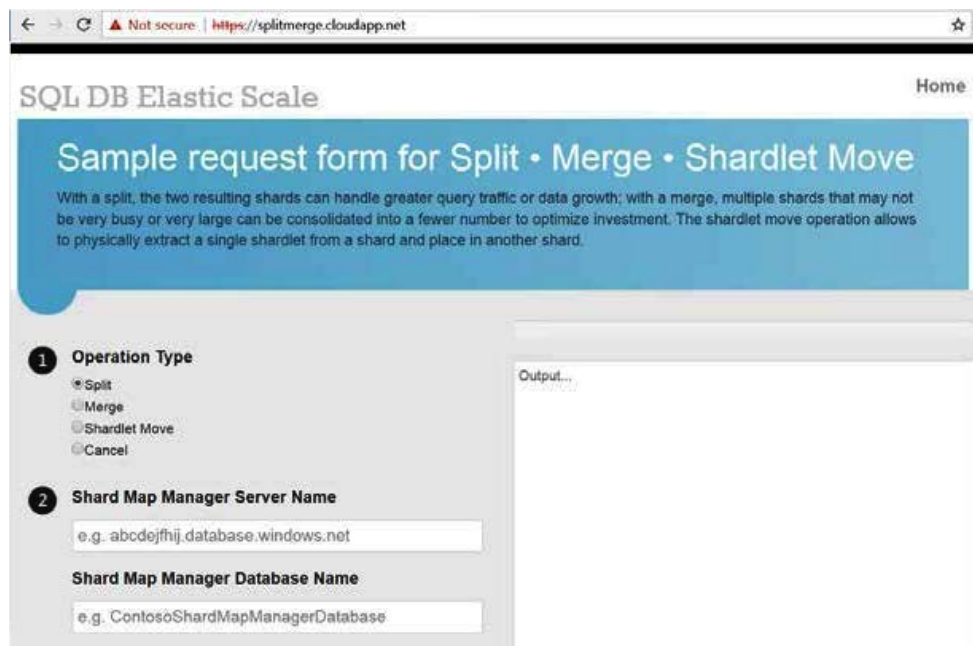 Not secure | https://splitmerge.cloudapp.net
SQL DB Elastic Scale
Home
Sample request form for Split • Merge • Shardlet Move
With a split, the two resulting shards can handle greater query traffic or data growth; with a merge, multiple shards that may not
be very busy or very large can be consolidated into a fewer number to optimize investment. The shardlet move operation allows
to physically extract a single shardlet from a shard and place in another shard.
1 Operation Type
Split
Merge
Shardlet Move
Cancel
Output...
2 Shard Map Manager Server Name
e.g. abcdejfhij.database.windows.net
Shard Map Manager Database Name
e.g. ContosoShardMapManagerDatabase